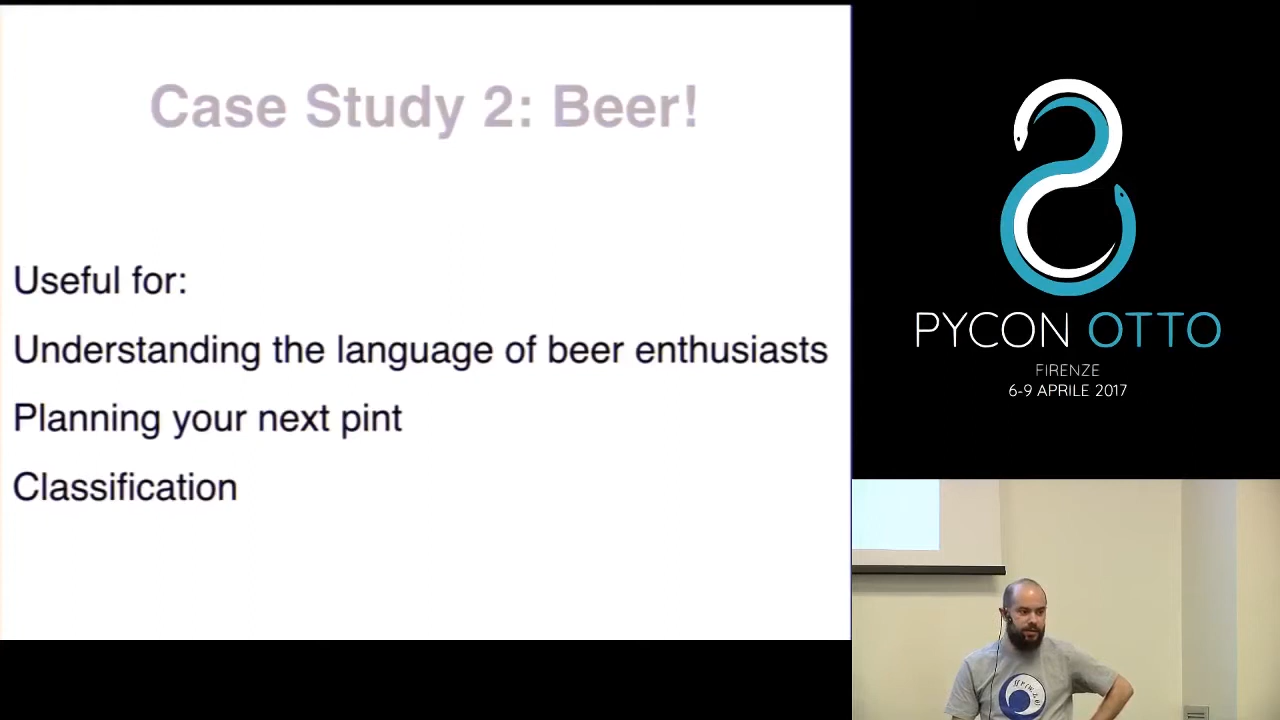 Case Study 2: Beer!
Useful for:
Understanding the language of beer enthusiasts
Planning your next pint
Classification
PYCON OTTO
FIRENZE
6-9 APRILE 2017